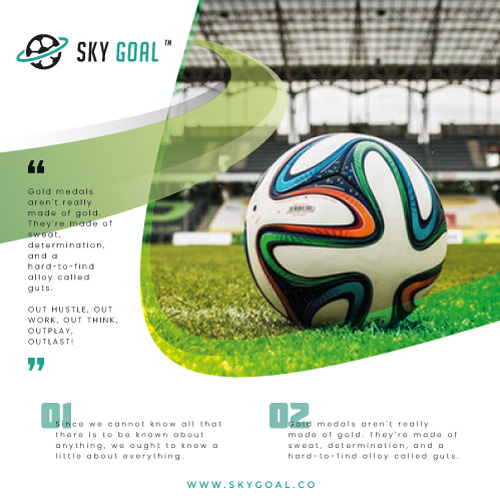 SKY GOAL TM
“
Gold medals
aren't really
made of gold.
They're made of
sweat,
determination,
and a
hard-to-find
alloy called
guts.
OUT HUSTLE, OUT
WORK, OUT THINK,
OUTPLAY,
OUTLAST!
”
01
Since we cannot know all that
there is to be known about
anything, we ought to know a
little about everything.
02
Gold medals aren't really
made of gold. They're made of
sweat, determination, and a
hard-to-find alloy called guts.
WWW.SKYGOAL.CO